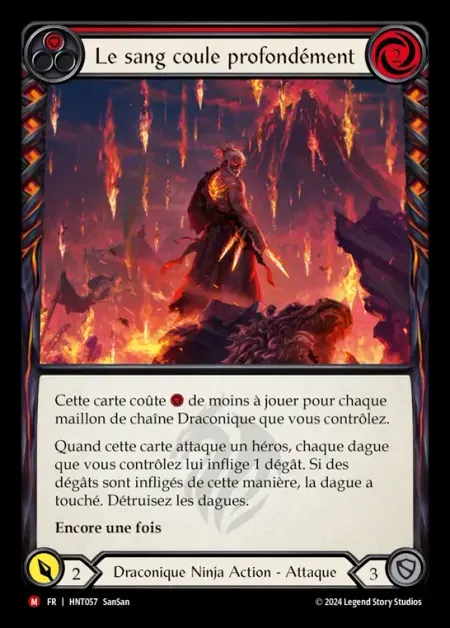 Le sang coule profondément
2
Cette carte coûte de moins à jouer pour chaque
maillon de chaîne Draconique que vous contrôlez.
Quand cette carte attaque un héros, chaque dague
que vous contrôlez lui inflige 1 dégât. Si des
dégâts sont infligés de cette manière, la dague a
touché. Détruisez les dagues.
Encore une fois
2
Draconique Ninja Action - Attaque
3
M FR | HNT057 SanSan
© 2024 Legend Story Studios